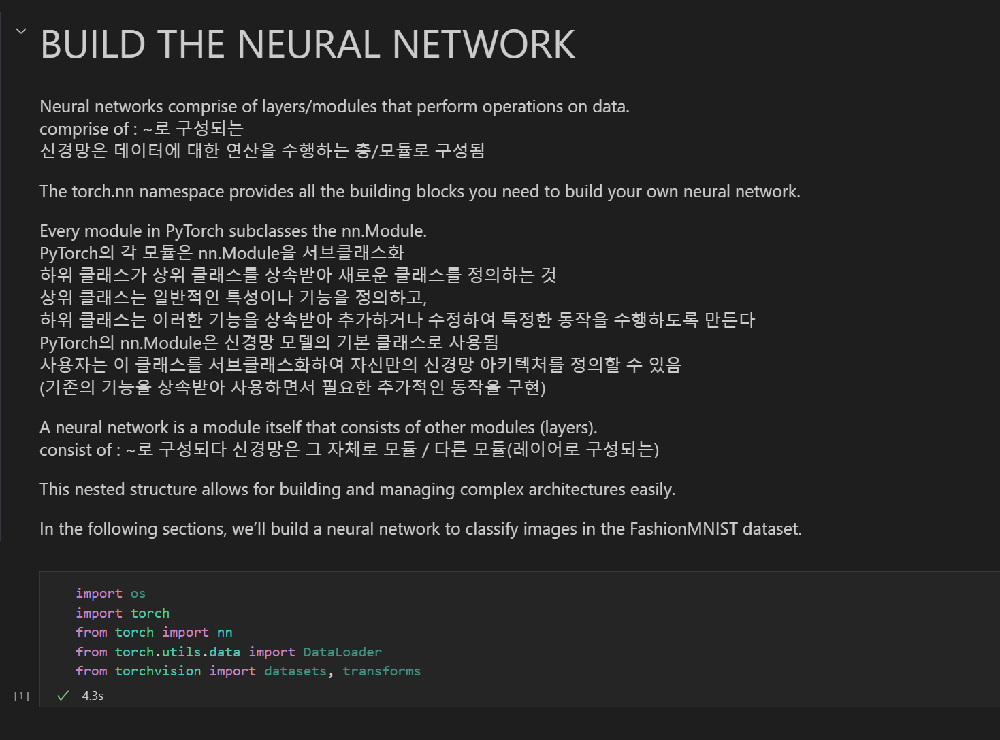 BUILD THE NEURAL NETWORK
Neural networks comprise of layers/modules that perform operations on data.
comprise of : ~로 구성되는
신경망은 데이터에 대한 연산을 수행하는 층/모듈로 구성됨
The torch.nn namespace provides all the building blocks you need to build your own neural network.
Every module in PyTorch subclasses the nn.Module.
PyTorch의 각 모듈은 nn.Module을 서브클래스화
하위 클래스가 상위 클래스를 상속받아 새로운 클래스를 정의하는 것
상위 클래스는 일반적인 특성이나 기능을 정의하고,
하위 클래스는 이러한 기능을 상속받아 추가하거나 수정하여 특정한 동작을 수행하도록 만든다
PyTorch의 nn.Module은 신경망 모델의 기본 클래스로 사용됨
사용자는 이 클래스를 서브클래스화하여 자신만의 신경망 아키텍처를 정의할 수 있음
(기존의 기능을 상속받아 사용하면서 필요한 추가적인 동작을 구현)
A neural network is a module itself that consists of other modules (layers).
consist of : ~로 구성되다 신경망은 그 자체로 모듈 / 다른 모듈(레이어로 구성되는)
This nested structure allows for building and managing complex architectures easily.
In the following sections, we’ll build a neural network to classify images in the FashionMNIST dataset.
import os
import torch
from torch import nn
from torch.utils.data import DataLoader
from torchvision import datasets, transforms
[1] 4.3s